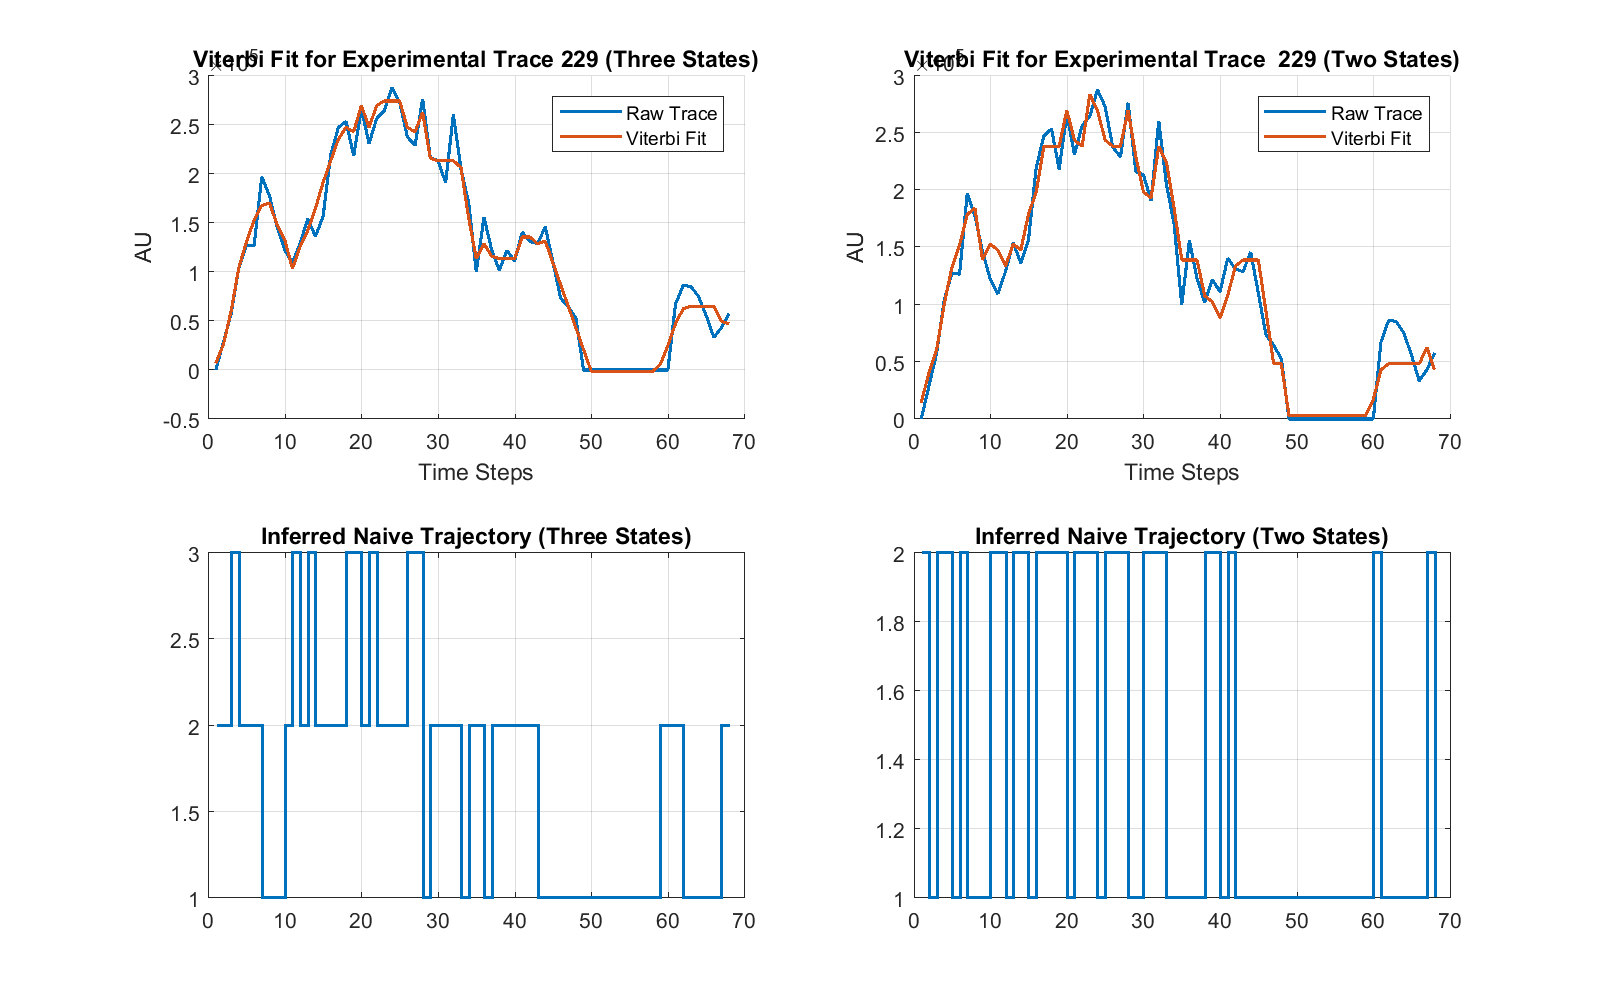 Viterbi Fit for Experimental Trace 229 (Three States)
×10^5
3
2.5
2
1.5
1
0.5
0
-0.5
AU
Raw Trace
Viterbi Fit
0 10 20 30 40 50 60 70
Time Steps
Viterbi Fit for Experimental Trace 229 (Two States)
×10^5
3
2.5
2
1.5
1
0.5
0
AU
Raw Trace
Viterbi Fit
0 10 20 30 40 50 60 70
Time Steps
Inferred Naive Trajectory (Three States)
3
2.5
2
1.5
1
0 10 20 30 40 50 60 70
Inferred Naive Trajectory (Two States)
2
1.8
1.6
1.4
1.2
1
0 10 20 30 40 50 60 70